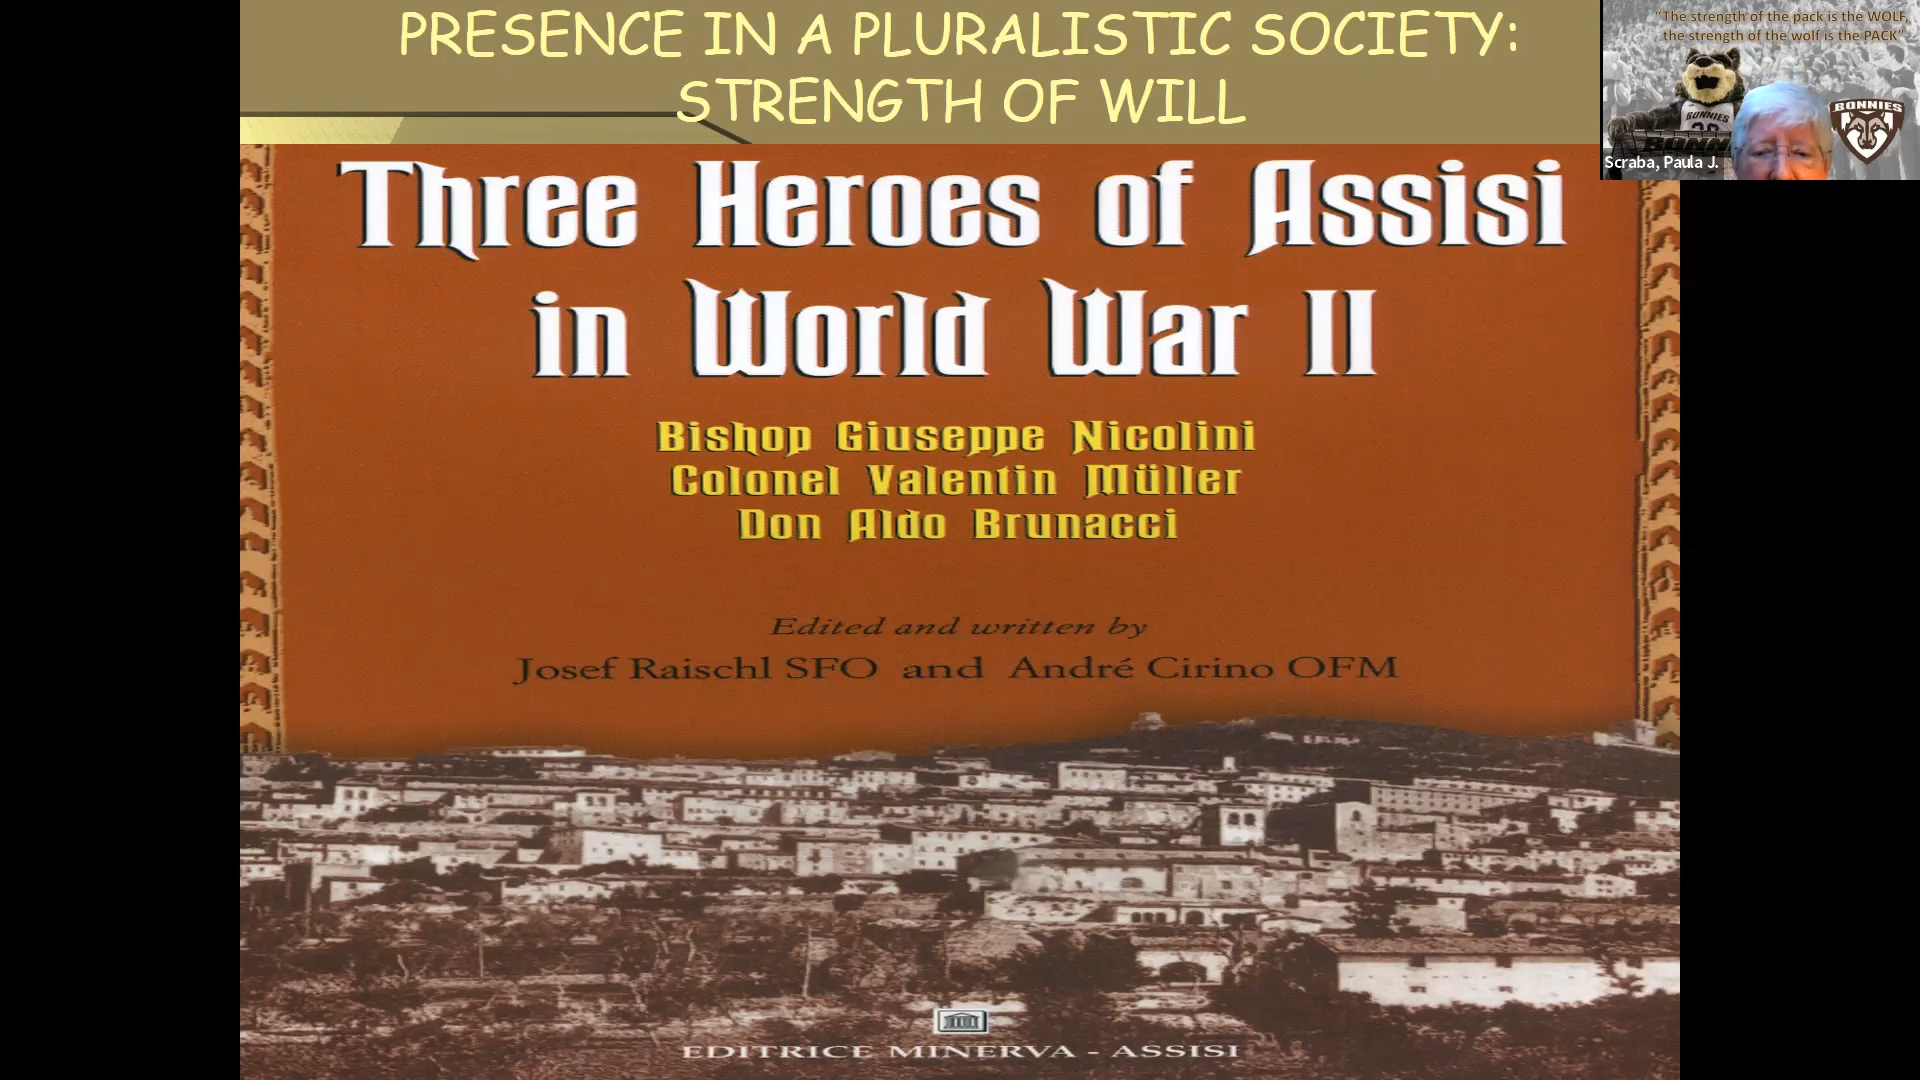 PRESENCE IN A PLURALISTIC SOCIETY:
STRENGTH OF WILL
Three Heroes of Assisi
in World War II
Bishop Giuseppe Nicolini
Colonel Valentin Müller
Don Aldo Brunacci
Edited and written by
Josef Raischl SFO and André Cirino OFM
EDITRICE MINERVA - ASSISI
"The strength of the pack is the WOLF,
the strength of the wolf is the PACK"
BONNIES
BONNIES
Scraba, Paula J.